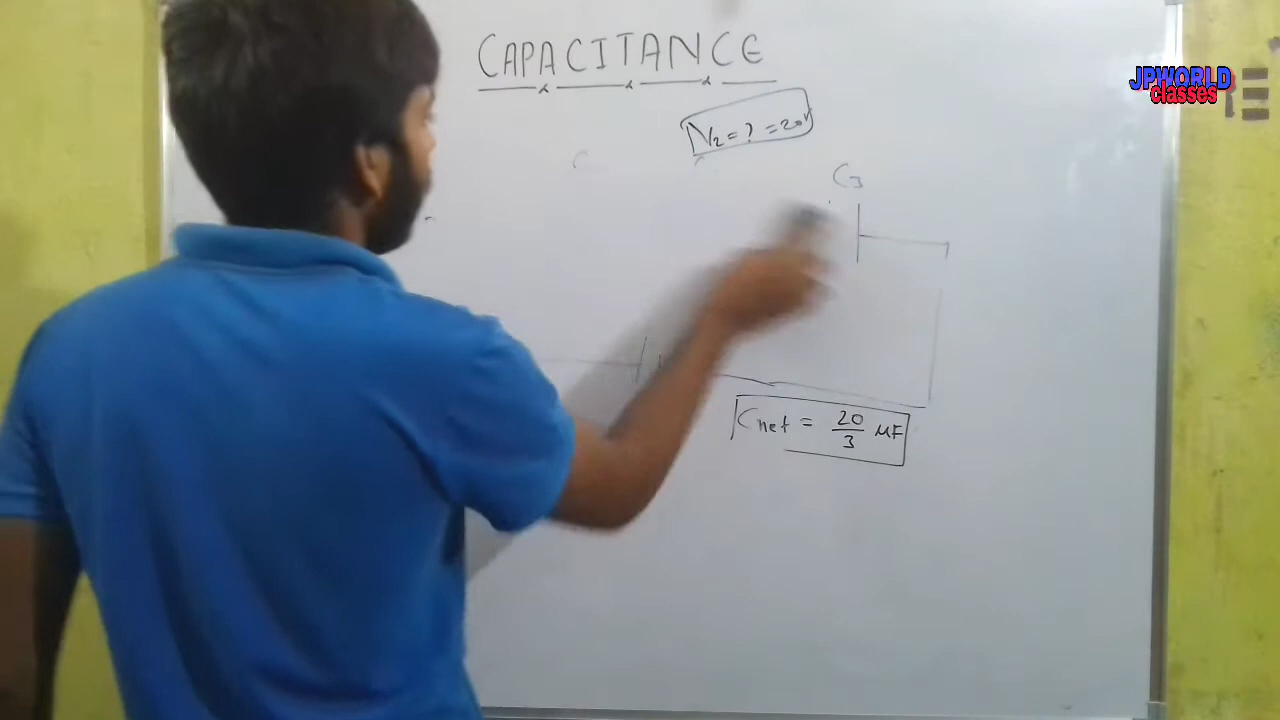 CAPACITANCE
JPWORLD
classes
V₂ = ? = 20V
C
C₃
Cnet = 20/3 μF